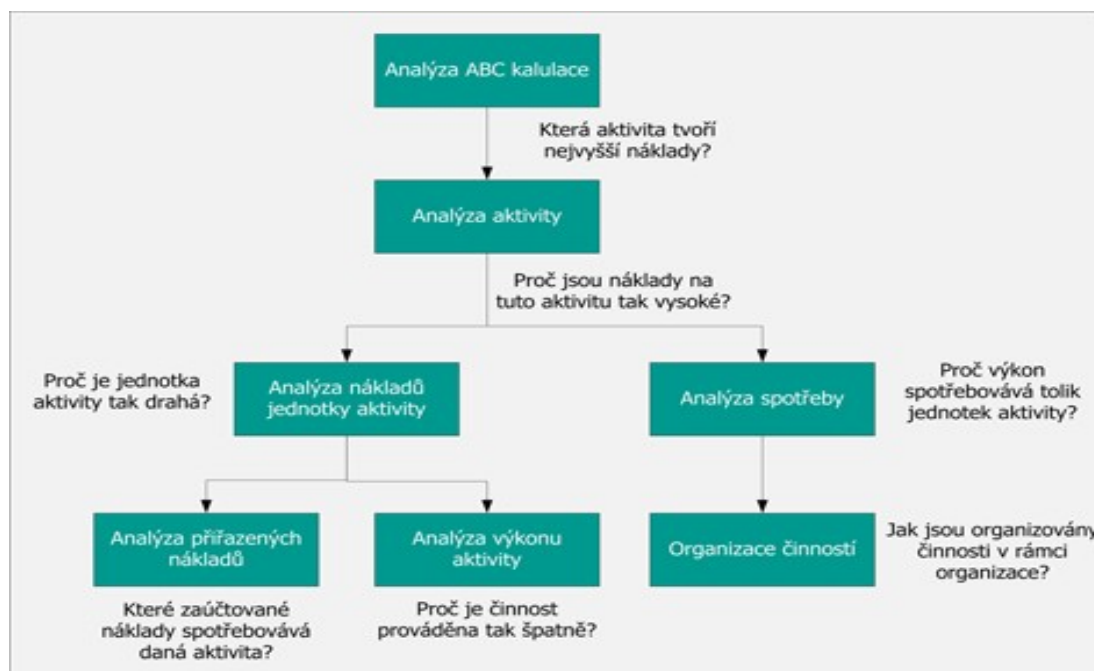 Analýza ABC kalulace
Která aktivita tvoří
nejvyšší náklady?
Analýza aktivity
Proč jsou náklady na
tuto aktivitu tak vysoké?
Proč je jednotka
aktivity tak drahá?
Analýza nákladů
jednotky aktivity
Analýza spotřeby
Proč výkon
spotřebovává tolik
jednotek aktivity?
Analýza přiřazených
nákladů
Analýza výkonu
aktivity
Organizace činností
Jak jsou organizovány
činnosti v rámci
organizace?
Které zaúčtované
náklady spotřebovává
daná aktivita?
Proč je činnost
prováděna tak špatně?